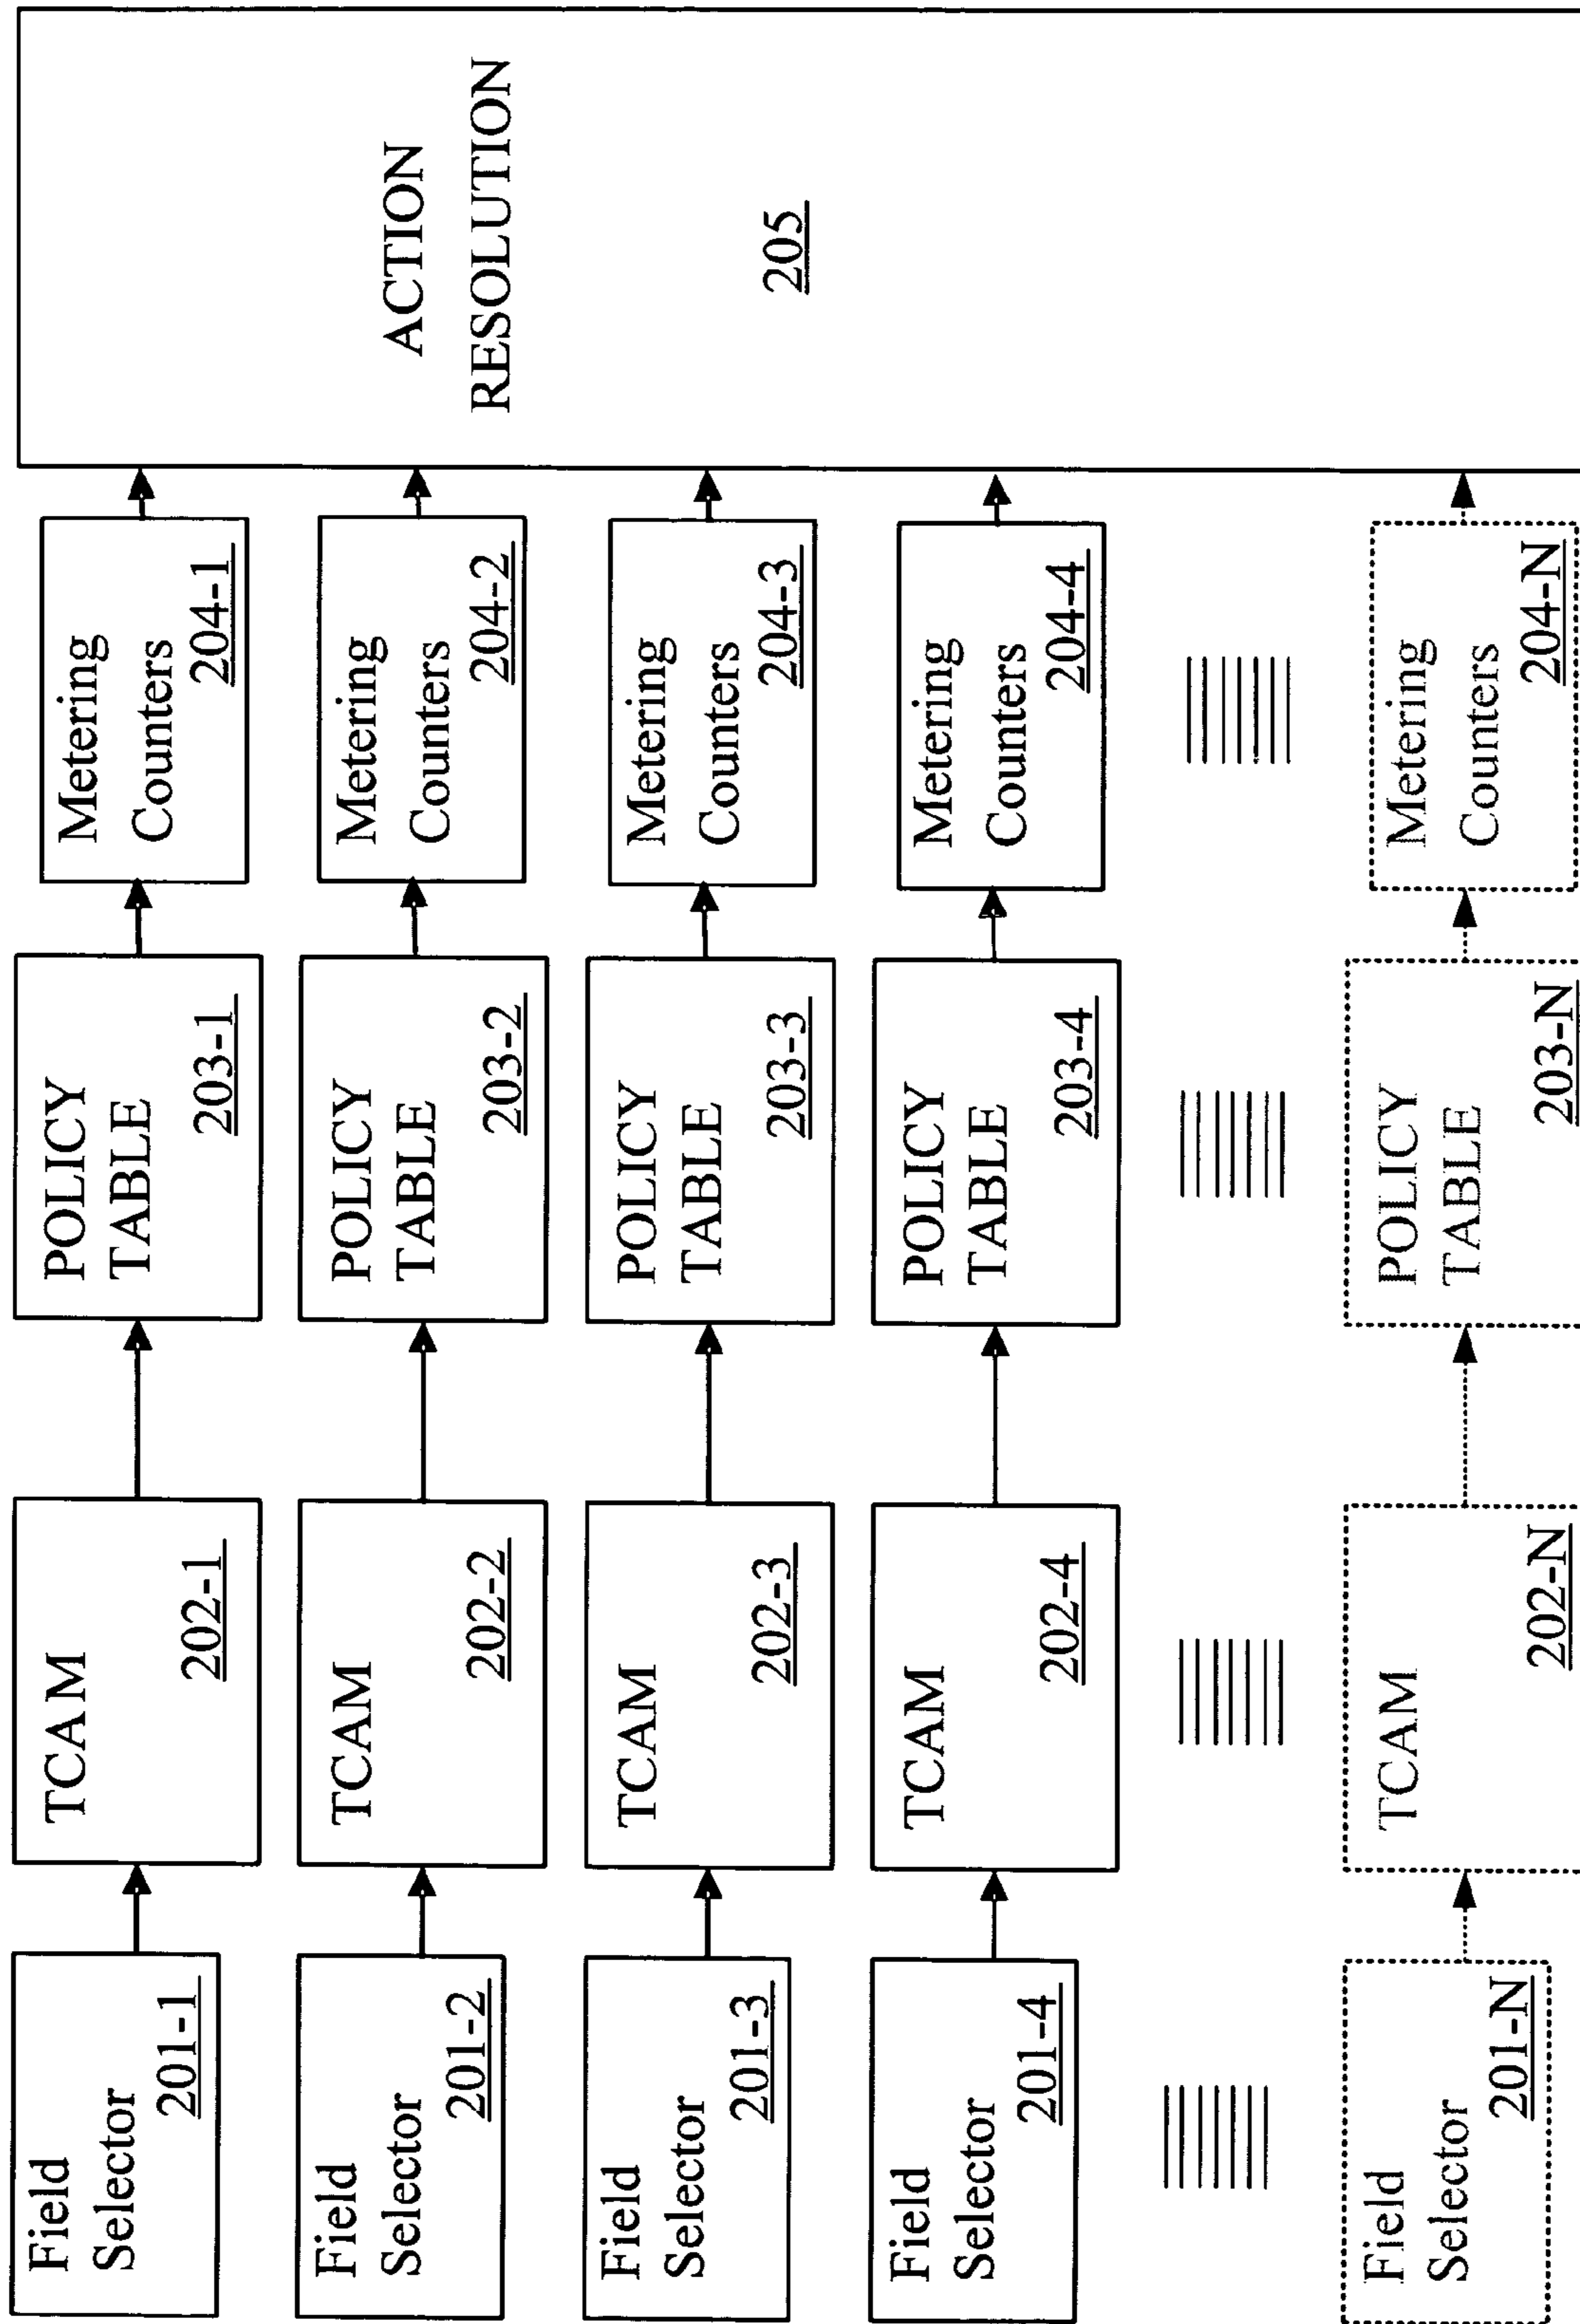 Field
Selector
201-1
TCAM
202-1
POLICY
TABLE
203-1
Metering
Counters
204-1
Field
Selector
201-2
TCAM
202-2
POLICY
TABLE
203-2
Metering
Counters
204-2
Field
Selector
201-3
TCAM
202-3
POLICY
TABLE
203-3
Metering
Counters
204-3
Field
Selector
201-4
TCAM
202-4
POLICY
TABLE
203-4
Metering
Counters
204-4
Field
Selector
201-N
TCAM
202-N
POLICY
TABLE
203-N
Metering
Counters
204-N
ACTION
RESOLUTION
205